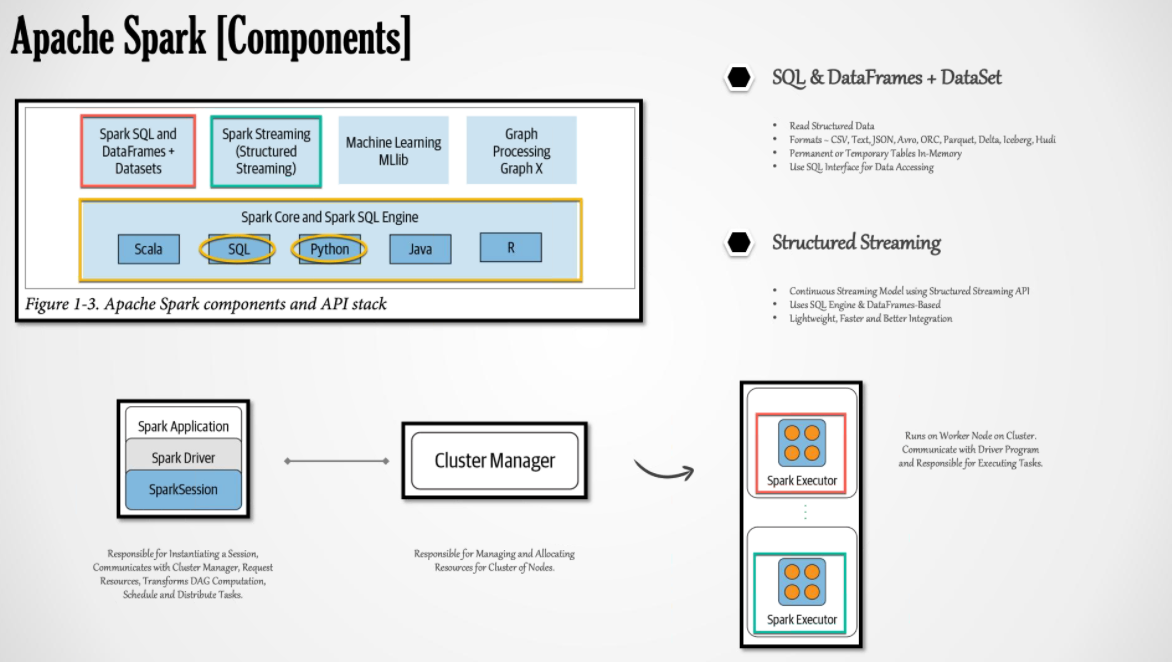 Apache Spark [Components]
Spark SQL and
DataFrames +
Datasets
Spark Streaming
(Structured
Streaming)
Machine Learning
MLlib
Graph
Processing
Graph X
Spark Core and Spark SQL Engine
Scala
SQL
Python
Java
R
Figure 1-3. Apache Spark components and API stack
SQL & DataFrames + DataSet
• Read Structured Data
• Formats – CSV, Text, JSON, Avro, ORC, Parquet, Delta, Iceberg, Hudi
• Permanent or Temporary Tables In-Memory
• Use SQL Interface for Data Accessing
Structured Streaming
• Continuous Streaming Model using Structured Streaming API
• Uses SQL Engine & DataFrames-Based
• Lightweight, Faster and Better Integration
Spark Application
Spark Driver
SparkSession
Responsible for Instantiating a Session,
Communicates with Cluster Manager, Request
Resources, Transforms DAG Computation,
Schedule and Distribute Tasks.
Cluster Manager
Responsible for Managing and Allocating
Resources for Cluster of Nodes.
Spark Executor
Spark Executor
Runs on Worker Node on Cluster.
Communicate with Driver Program
and Responsible for Executing Tasks.